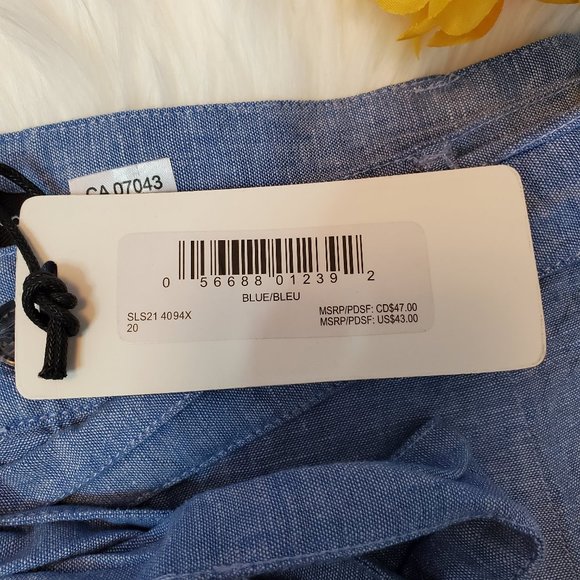 CA 07043
0 56688 01239 2
BLUE/BLEU
SLS21 4094X
20
MSRP/PDSF: CD$47.00
MSRP/PDSF: US$43.00